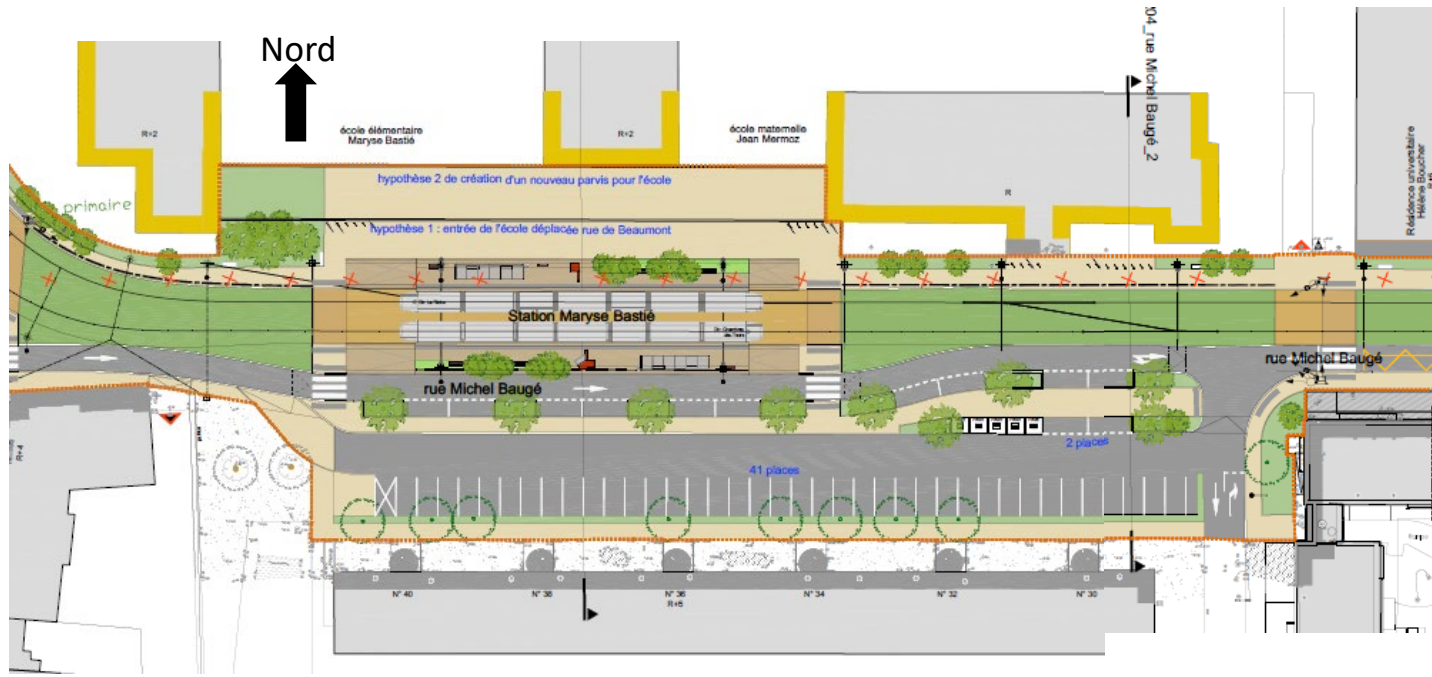 Nord
04_rue Michel Baugé_2
R+2
école élémentaire
Maryse Bastié
R+2
école maternelle
Jean Mermoz
R
Résidence universitaire
Hélène Boucher
primaire
hypothèse 2 de création d'un nouveau parvis pour l'école
hypothèse 1 : entrée de l'école déplacée rue de Beaumont
Station Maryse Bastié
rue Michel Baugé
rue Michel Baugé
2 places
41 places
R+4
N° 40
N° 38
N° 36
N° 34
N° 32
N° 30
R+6